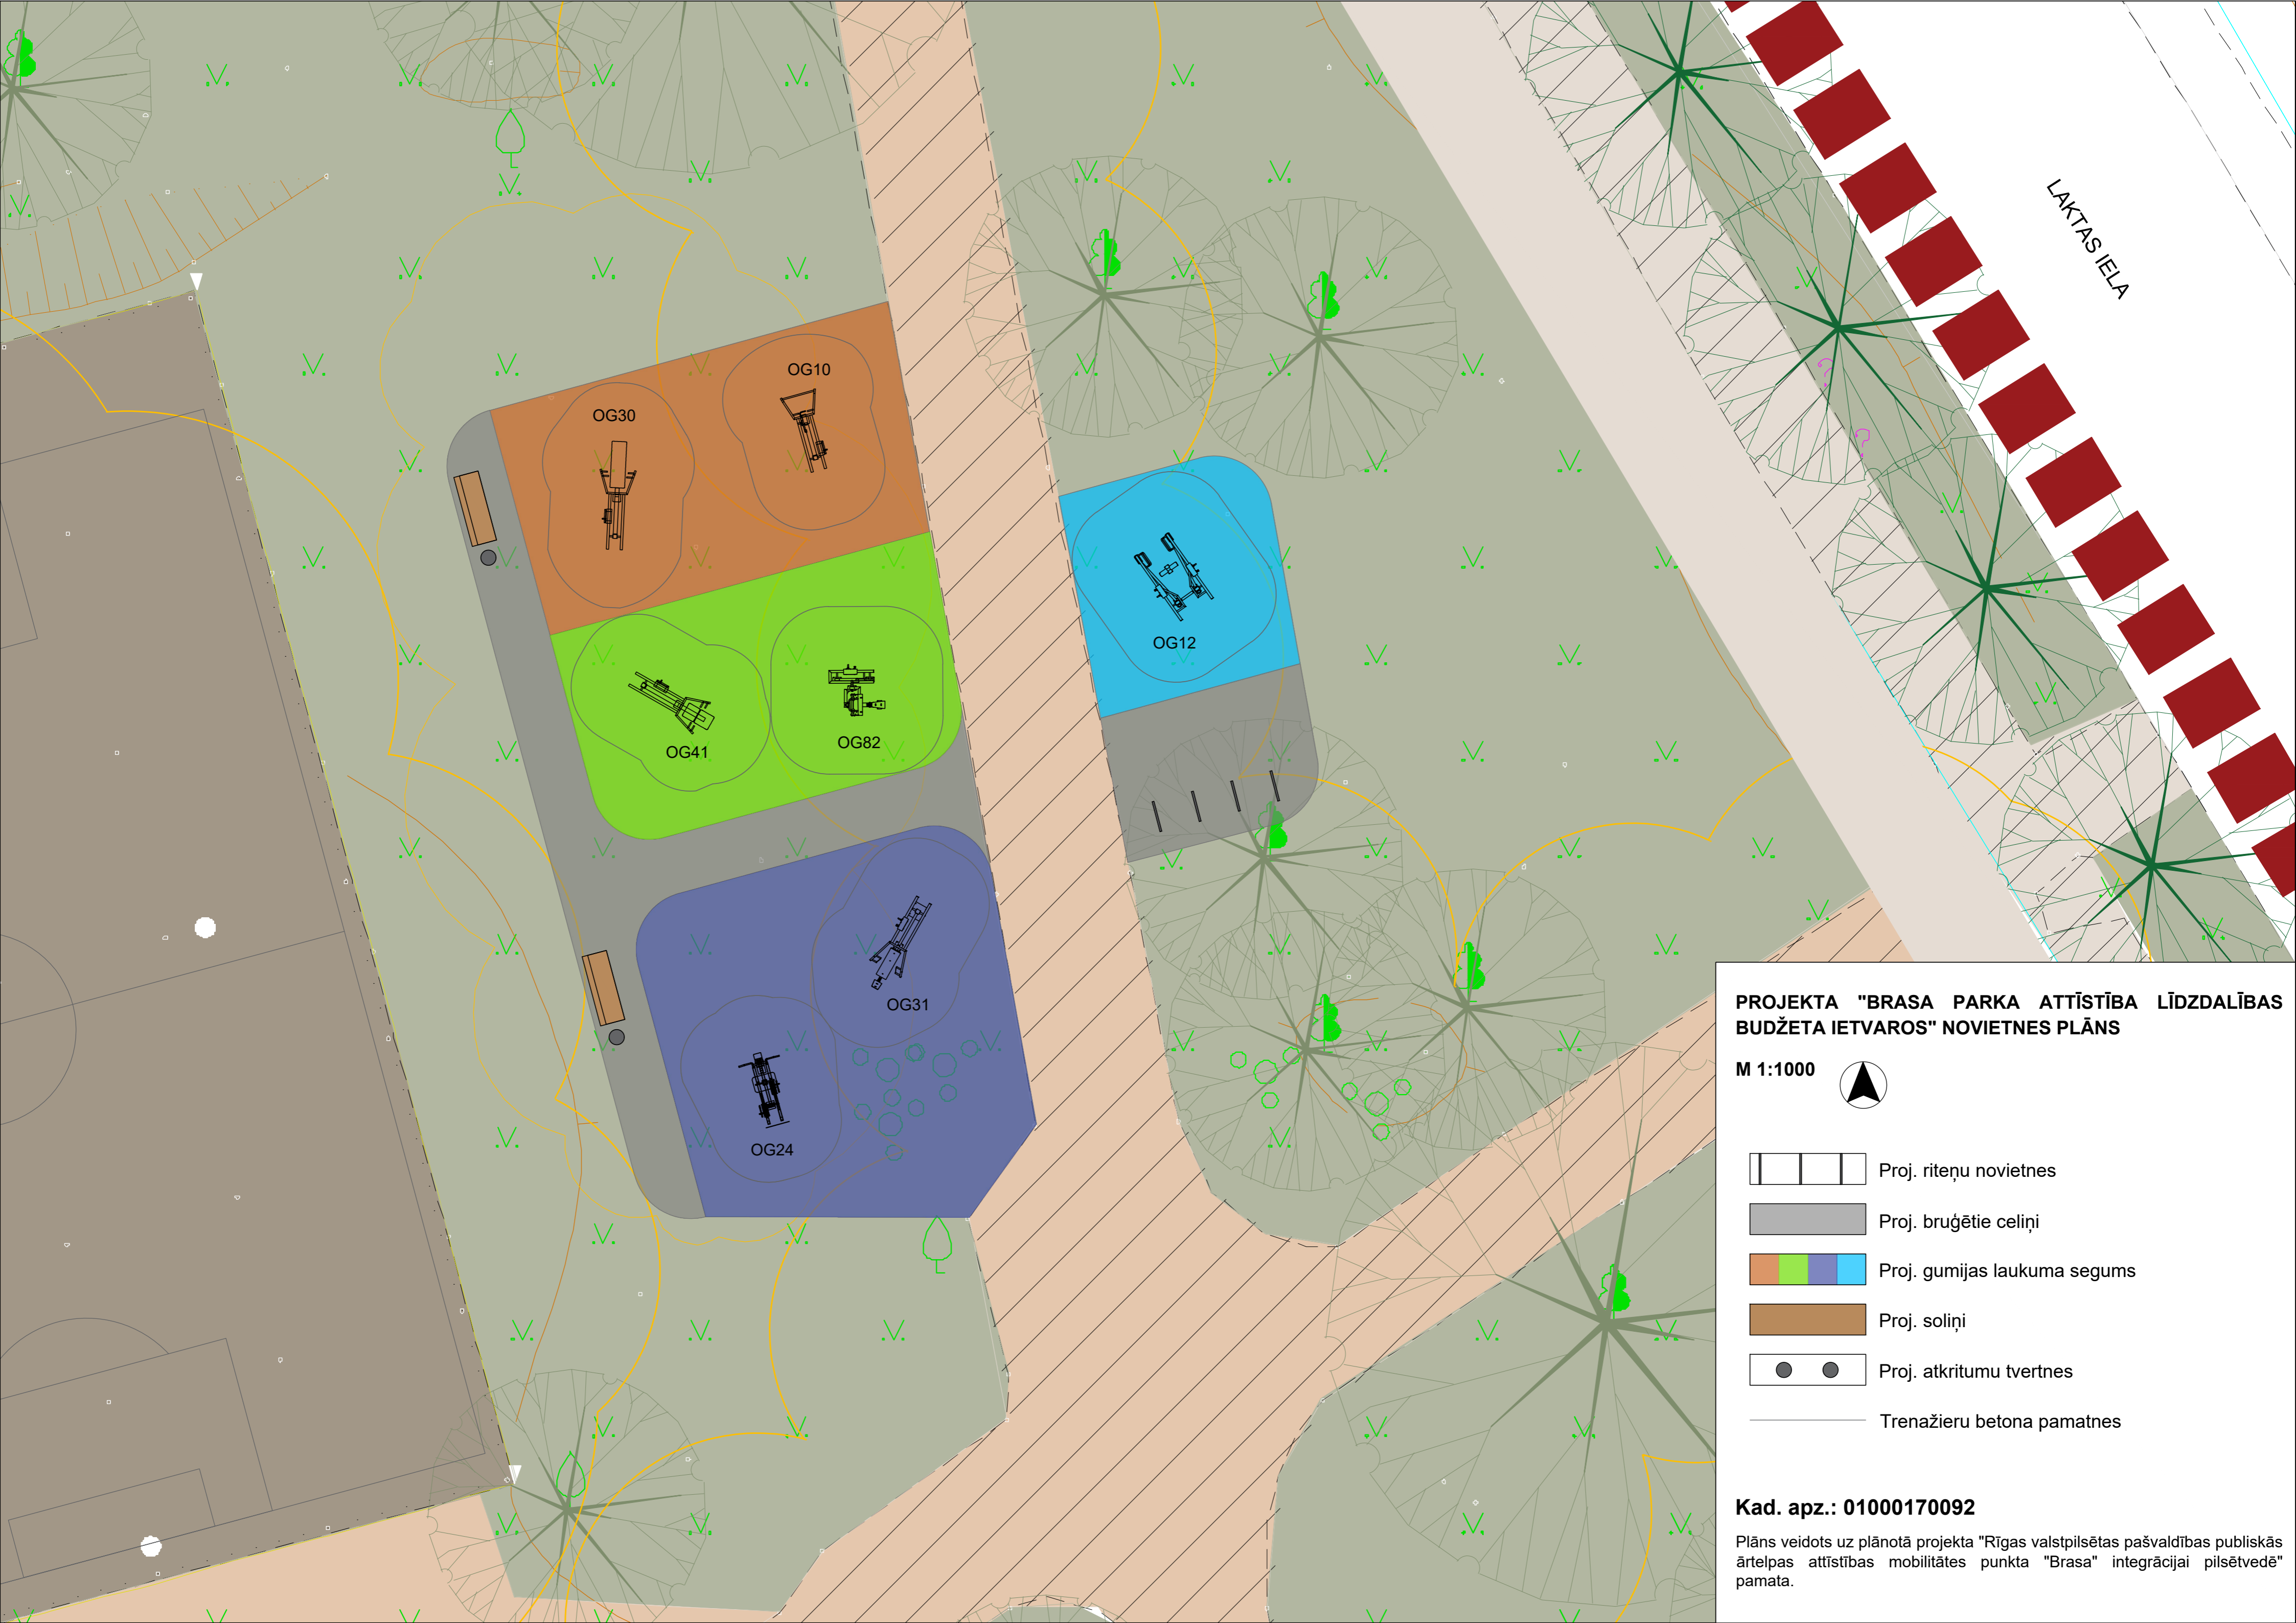 LAKTAS IELA
OG10
OG30
OG12
OG41
OG82
OG31
OG24
PROJEKTA "BRASA PARKA ATTĪSTĪBA LĪDZDALĪBAS
BUDŽETA IETVAROS" NOVIETNES PLĀNS
M 1:1000
Proj. riteņu novietnes
Proj. bruģētie celiņi
Proj. gumijas laukuma segums
Proj. soliņi
Proj. atkritumu tvertnes
Trenažieru betona pamatnes
Kad. apz.: 01000170092
Plāns veidots uz plānotā projekta "Rīgas valstpilsētas pašvaldības publiskās
ārtelpas attīstības mobilitātes punkta "Brasa" integrācijai pilsētvedē"
pamata.